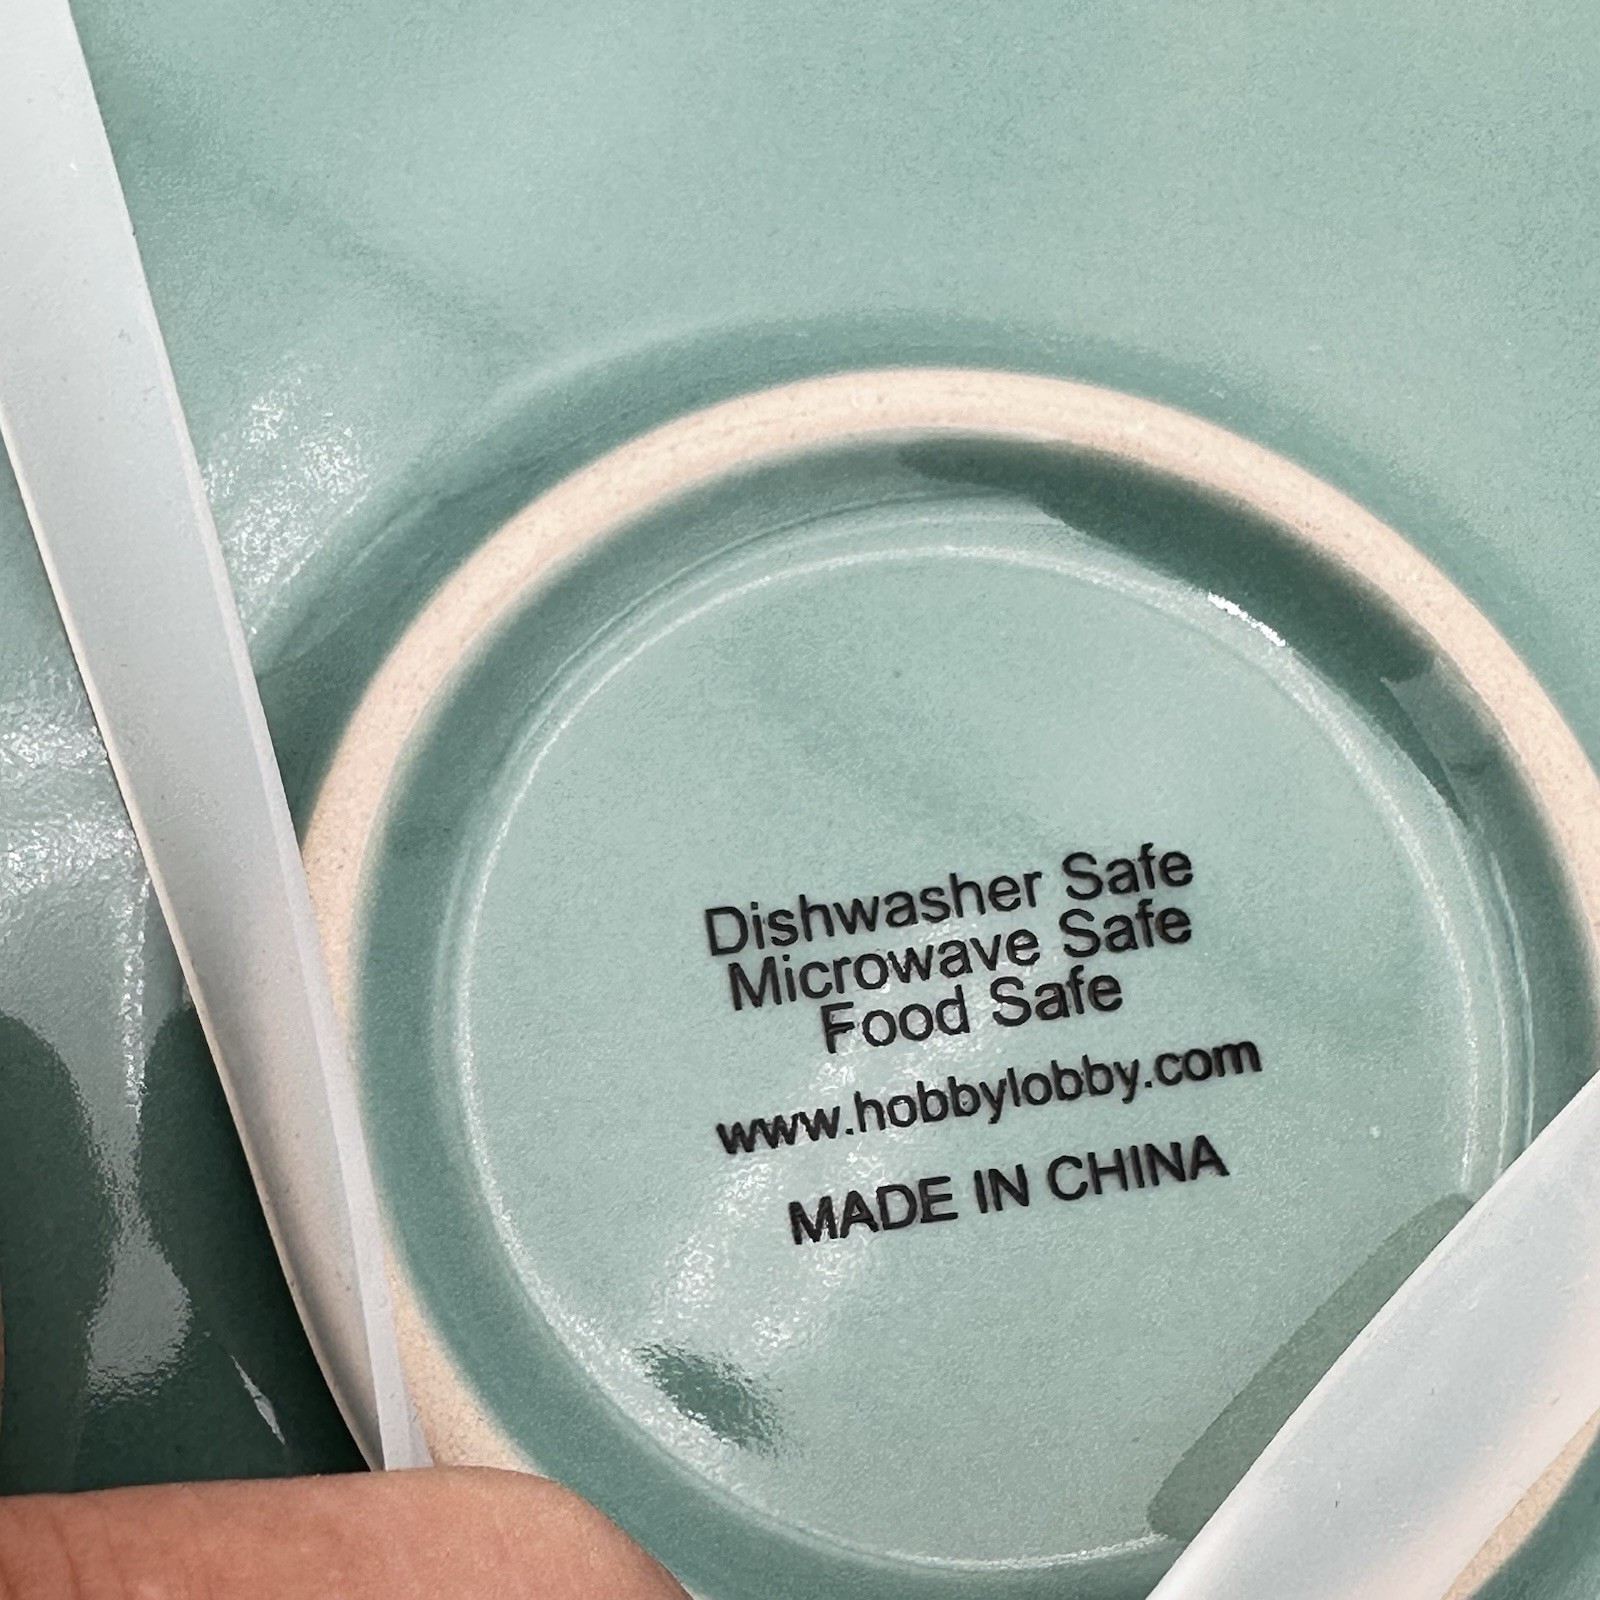 Dishwasher Safe
Microwave Safe
Food Safe
www.hobbylobby.com
MADE IN CHINA